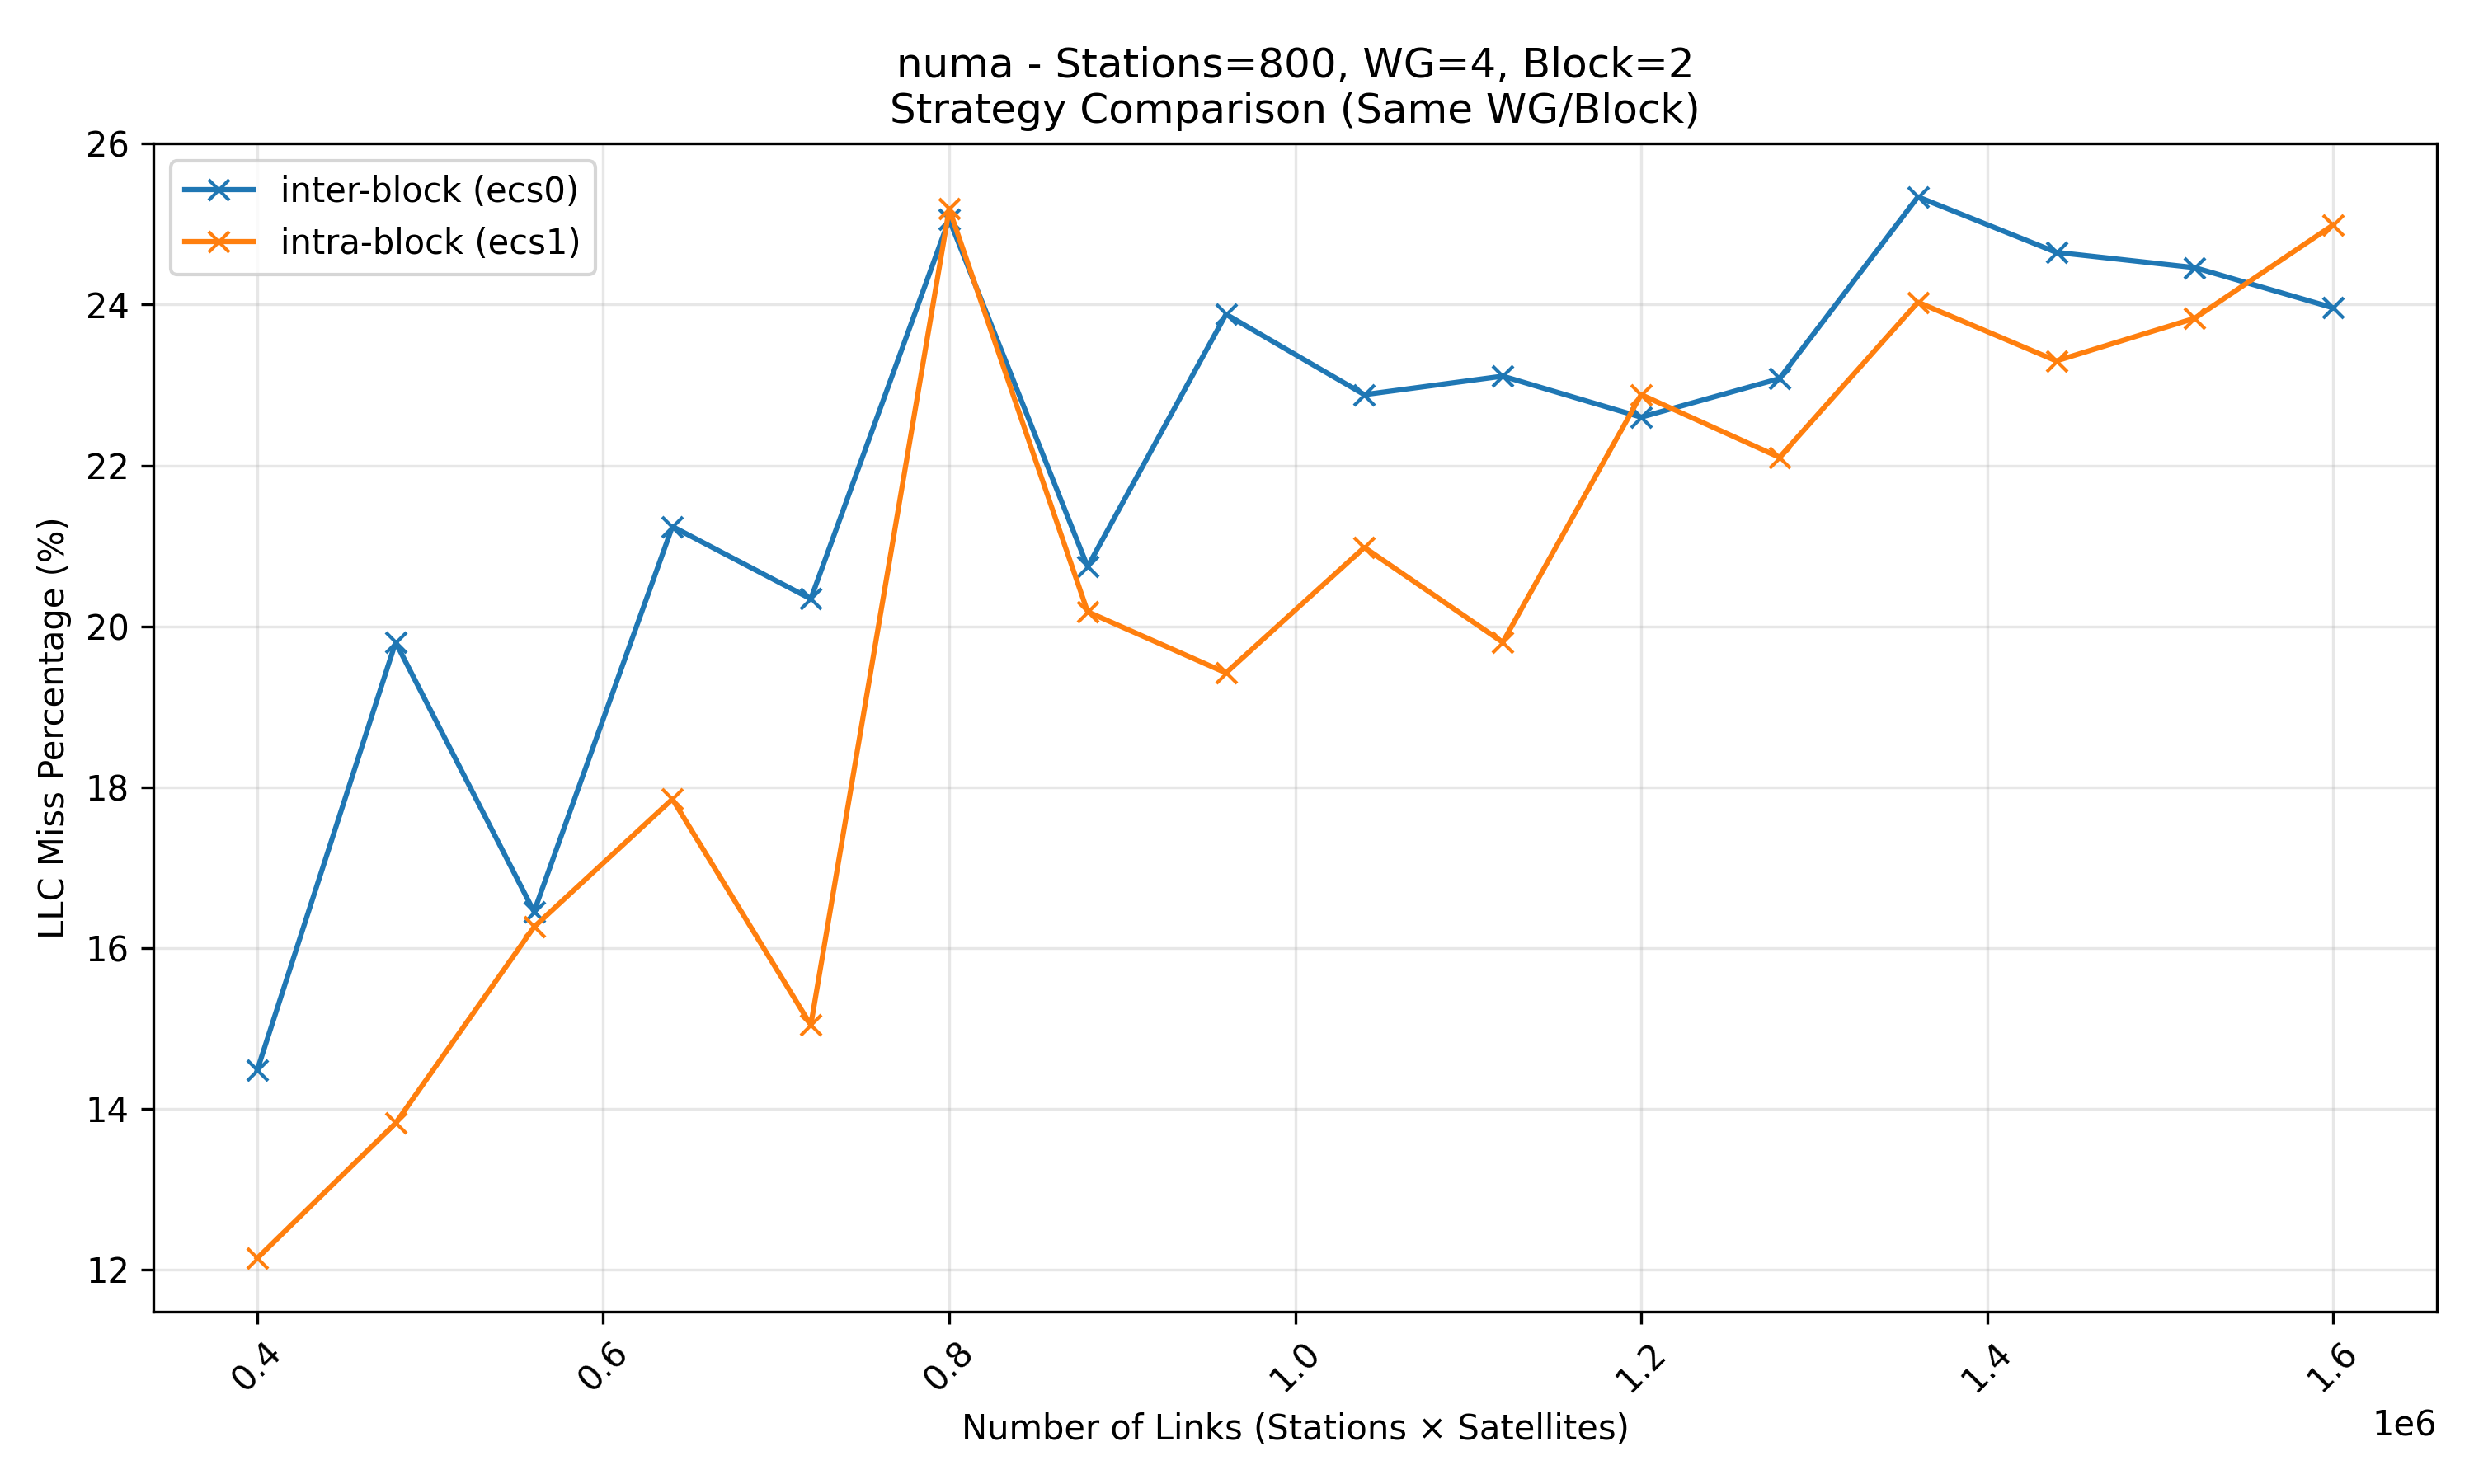 numa - Stations=800, WG=4, Block=2
Strategy Comparison (Same WG/Block)
inter-block (ecs0)
intra-block (ecs1)
LLC Miss Percentage (%)
26
24
22
20
18
16
14
12
0.4
0.6
0.8
1.0
1.2
1.4
1.6
1e6
Number of Links (Stations × Satellites)